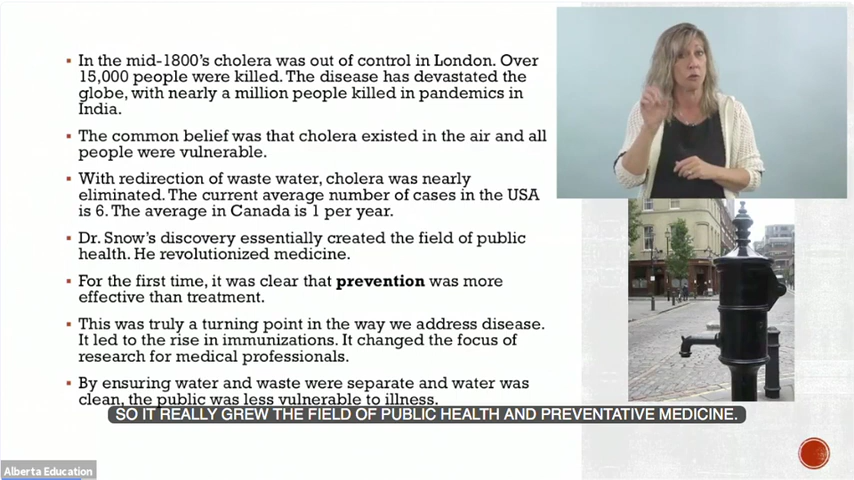 ▪ In the mid-1800's cholera was out of control in London. Over
15,000 people were killed. The disease has devastated the
globe, with nearly a million people killed in pandemics in
India.
▪ The common belief was that cholera existed in the air and all
people were vulnerable.
▪ With redirection of waste water, cholera was nearly
eliminated. The current average number of cases in the USA
is 6. The average in Canada is 1 per year.
▪ Dr. Snow's discovery essentially created the field of public
health. He revolutionized medicine.
▪ For the first time, it was clear that prevention was more
effective than treatment.
▪ This was truly a turning point in the way we address disease.
It led to the rise in immunizations. It changed the focus of
research for medical professionals.
▪ By ensuring water and waste were separate and water was
clean, the public was less vulnerable to illness.
SO IT REALLY GREW THE FIELD OF PUBLIC HEALTH AND PREVENTATIVE MEDICINE.
Alberta Education